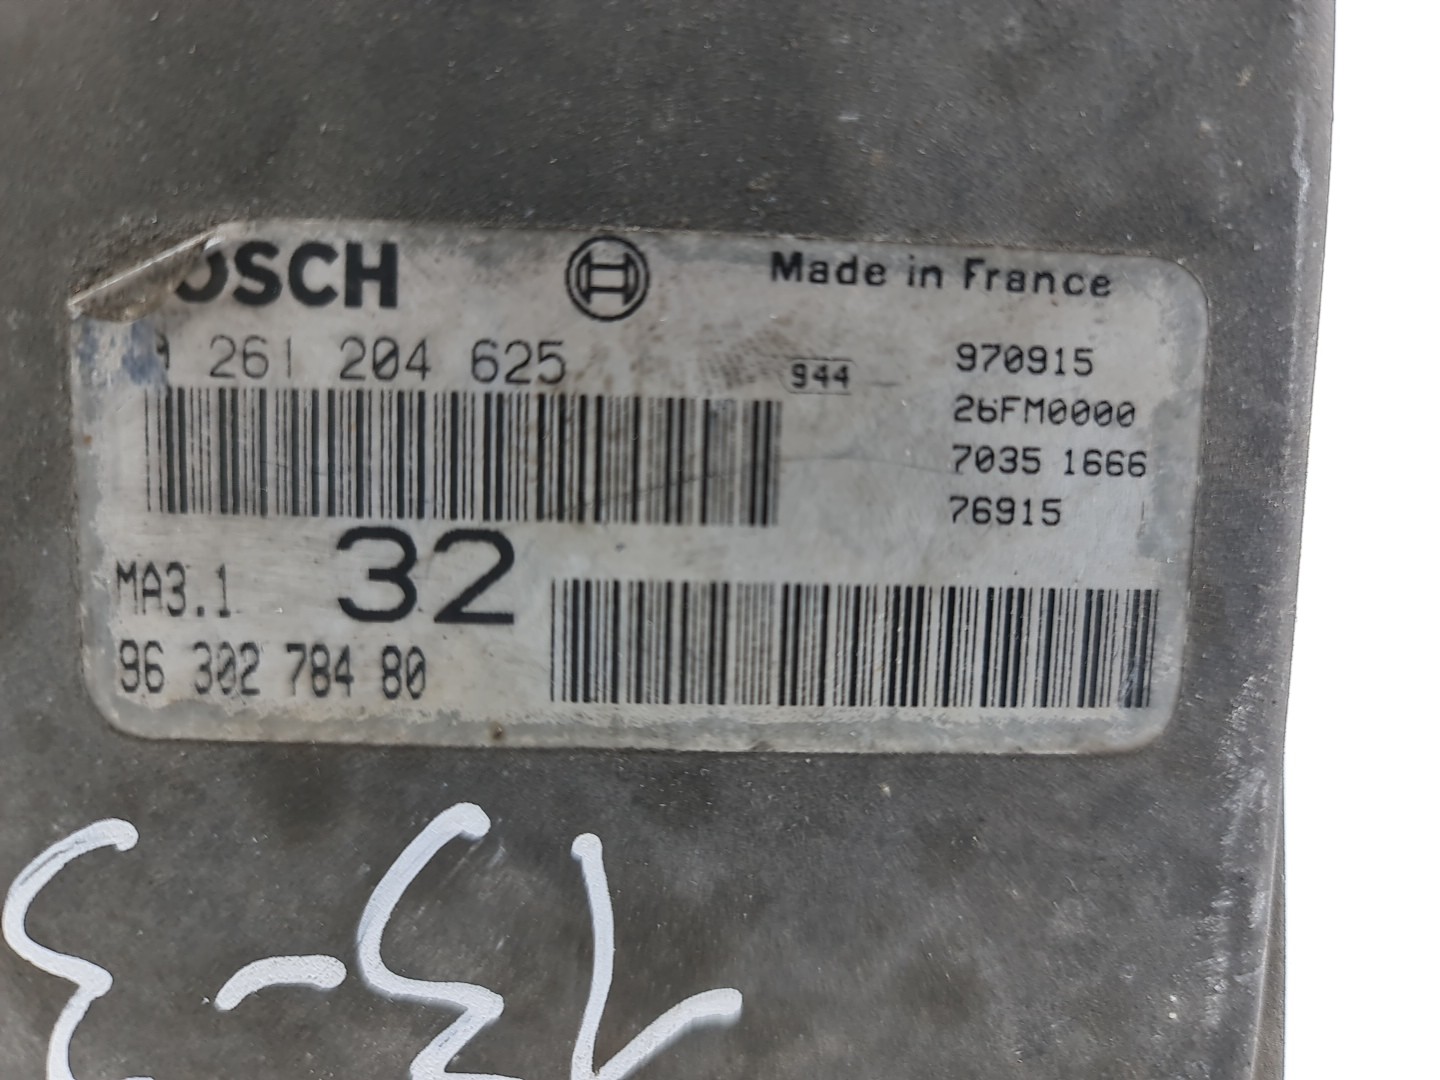 OSCH
Made in France
261 204 625
944
970915
26FM0000
7035 1666
76915
MA3.1
32
96 302 784 80